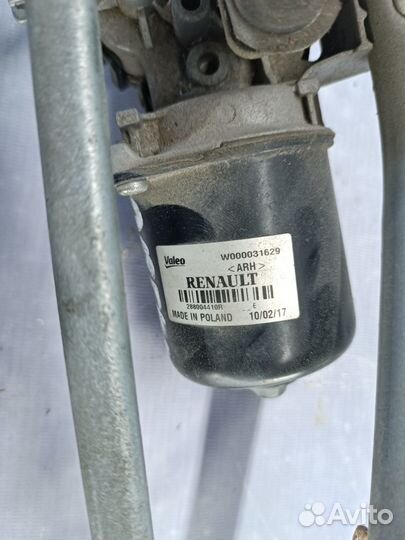 Valeo
W000031629
<ARH>
RENAULT
288004410R E
MADE IN POLAND 10/02/17
Avito